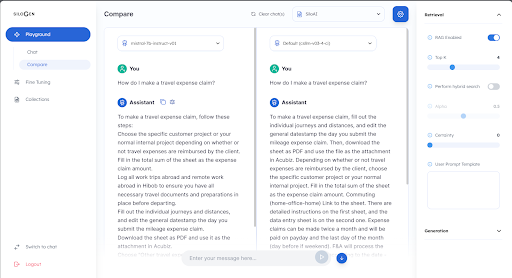 SILOGEN
Playground
Chat
Compare
Fine Tuning
Collections
Switch to chat
Logout
Compare
Clear chat(s)
SiloAI
You
How do I make a travel expense claim?
Assistant
To make a travel expense claim, follow these
steps:
Choose the specific customer project or your
normal internal project depending on whether or
not travel expenses are reimbursed by the client.
Fill in the total sum of the sheet as the expense
claim amount.
Log all work trips abroad and remote work
abroad in Hibob to ensure you have all
necessary travel documents and preparations in
place before departing.
Fill out the individual journeys and distances,
and edit the general datestamp the day you
submit the mileage expense claim.
Download the sheet as PDF and use it as the
attachment in Acubiz.
You
How do I make a travel expense claim?
Assistant
To make a travel expense claim, fill out the
individual journeys and distances, and edit the
general datestamp the day you submit the
mileage expense claim. Then, download the
sheet as PDF and use the file as the attachment
in Acubiz. Depending on whether or not travel
expenses are reimbursed by the client, choose
the specific customer project or your normal
internal project. Fill in the total sum of the sheet
as the expense claim amount. Commuting
(home-office-home) Link to the sheet: There are
detailed instructions on the first sheet, and the
data entry sheet is on the second one. Expense
claims can be made twice a month and will be
paid on payday and the last day of the month
(day before if weekend). F&A will process the
Enter your message here...
Retrieval
RAG Enabled
Top K 4
Perform hybrid search
Alpha 0.5
Certainty 0
User Prompt Template
Generation